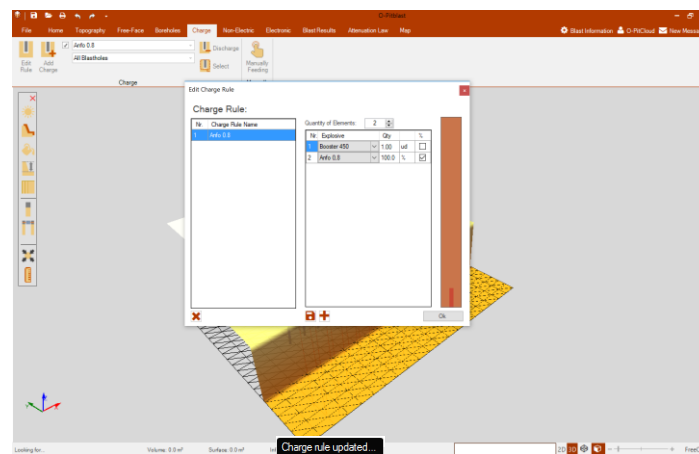 O-Pitblast
File Home Topography Free-Face Boreholes Charge Non-Electric Electronic Blast Results Attenuation Law Map Blast Information O-PitCloud New Messa
Anfo 0.8
All Blastholes
Edit Rule
Add Charge
Discharge
Select
Manually Feeding
Charge
Edit Charge Rule
Charge Rule:
Nr. Charge Rule Name
1 Anfo 0.8
Quantity of Elements: 2
Nr. Explosive Qty %
1 Booster 450 1.00 ud
2 Anfo 0.8 100.0 %
Ok
Looking for... Volume: 0.0 m³ Surface: 0.0 m²
Charge rule updated...
2D 3D